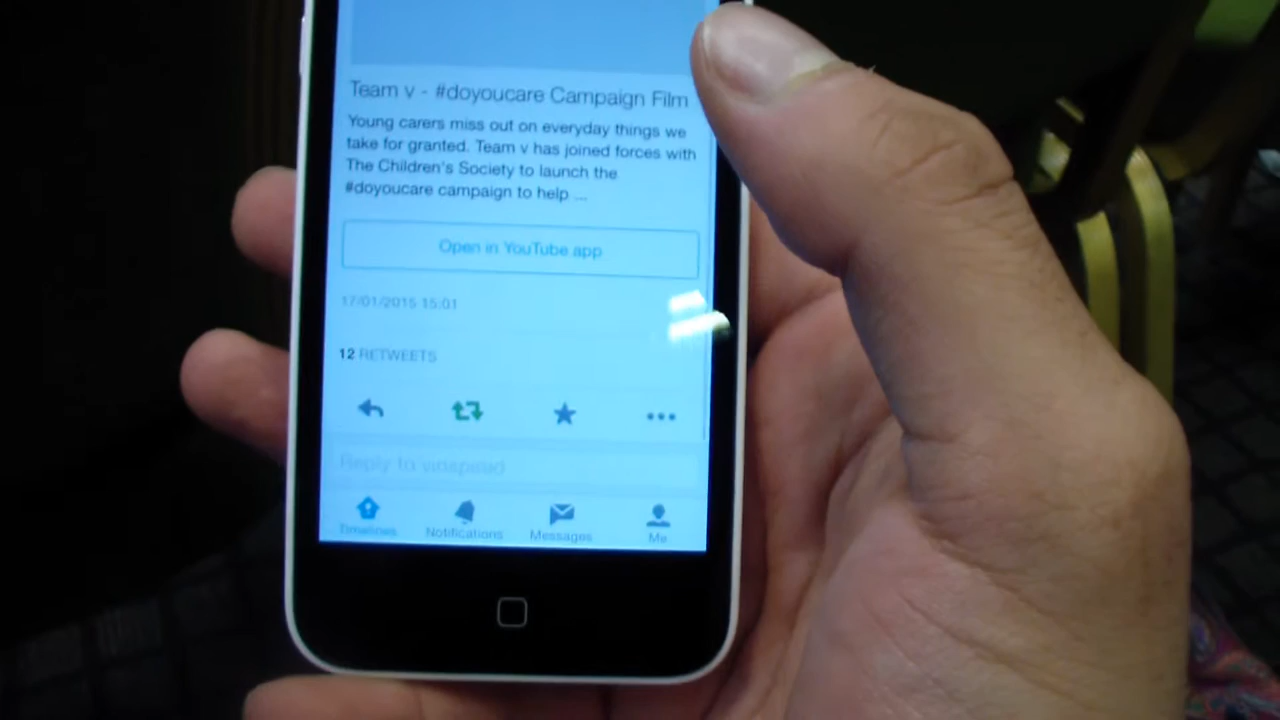 Team v - #doyoucare Campaign Film
Young carers miss out on everyday things we
take for granted. Team v has joined forces with
The Children's Society to launch the
#doyoucare campaign to help ...
Open in YouTube app
17/01/2015 15:01
12 RETWEETS
Reply to
Timelines
Notifications
Messages
Me